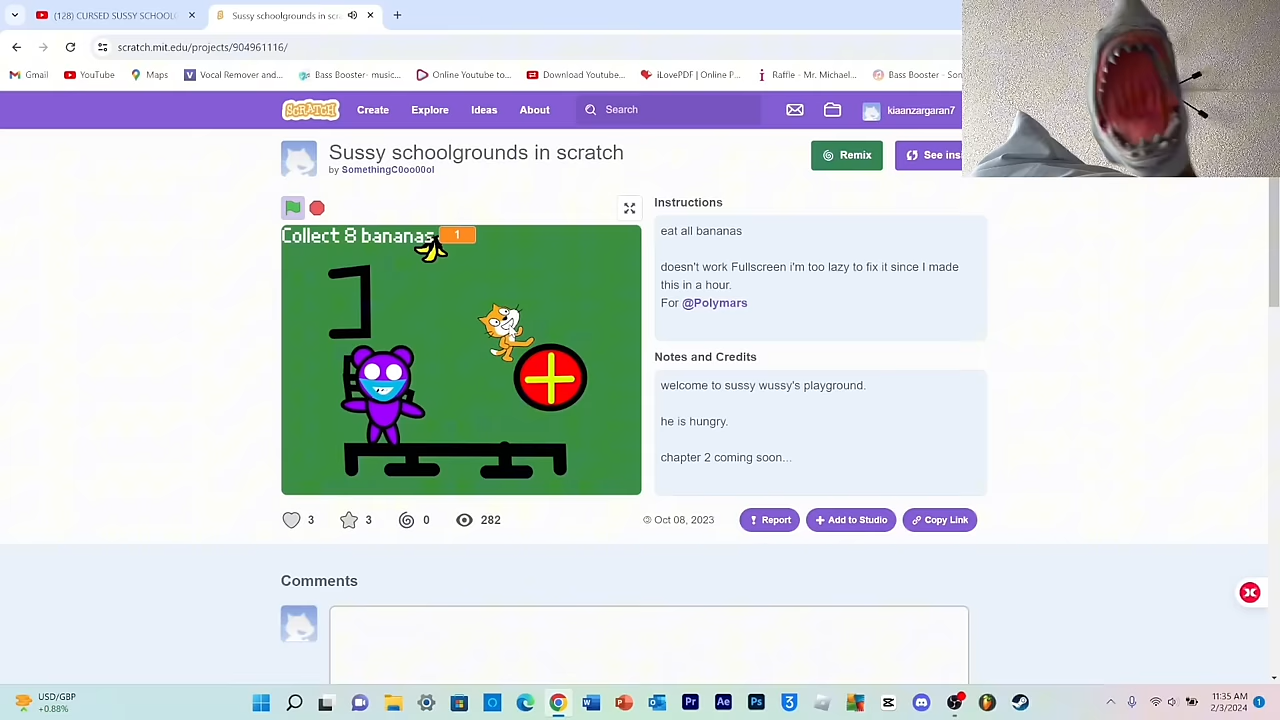 (128) CURSED SUSSY SCHOOL
Sussy schoolgrounds in scr
scratch.mit.edu/projects/904961116/
Gmail
YouTube
Maps
Vocal Remover and...
Bass Booster- music...
Online Youtube to...
Download Youtube...
iLovePDF | Online P...
Raffle - Mr. Michael...
Bass Booster - Son
SCRATCH
Create
Explore
Ideas
About
Search
kiaanzargaran7
Sussy schoolgrounds in scratch
by SomethingC0oo00ol
Remix
See ins
Instructions
Collect 8 bananas 1
eat all bananas
doesn't work Fullscreen i'm too lazy to fix it since I made
this in a hour.
For @Polymars
Notes and Credits
welcome to sussy wussy's playground.
he is hungry.
chapter 2 coming soon...
3
3
0
282
© Oct 08, 2023
Report
Add to Studio
Copy Link
Comments
USD/GBP
+0.88%
11:35 AM
2/3/2024